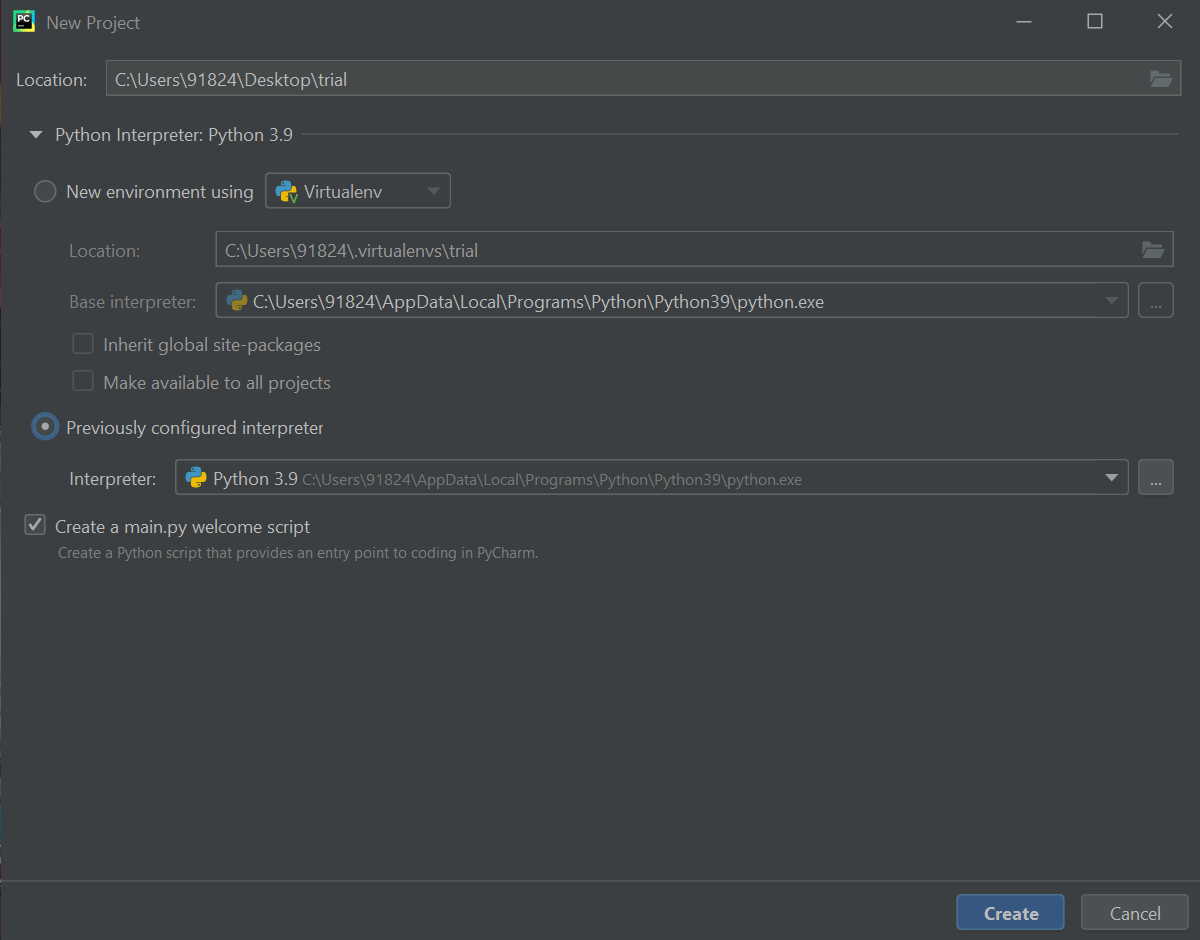 PC New Project
Location: C:\Users\91824\Desktop\trial
Python Interpreter: Python 3.9
New environment using Virtualenv
Location: C:\Users\91824\.virtualenvs\trial
Base interpreter: C:\Users\91824\AppData\Local\Programs\Python\Python39\python.exe ...
Inherit global site-packages
Make available to all projects
Previously configured interpreter
Interpreter: Python 3.9 C:\Users\91824\AppData\Local\Programs\Python\Python39\python.exe ...
Create a main.py welcome script
Create a Python script that provides an entry point to coding in PyCharm.
Create Cancel